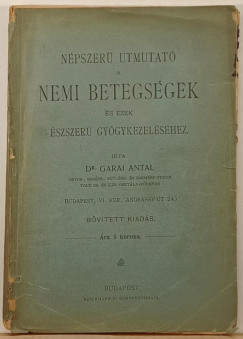 NÉPSZERŰ UTMUTATÓ
A
NEMI BETEGSÉGEK
ÉS EZEK
ÉSZSZERŰ GYÓGYKEZELÉSÉHEZ.
IRTA
DR. GARAI ANTAL
BUDAPEST, VI. KER., ANDRÁSSY-ÚT 24.)
BŐVITETT KIADÁS.
Ára 3 korona.
BUDAPEST.